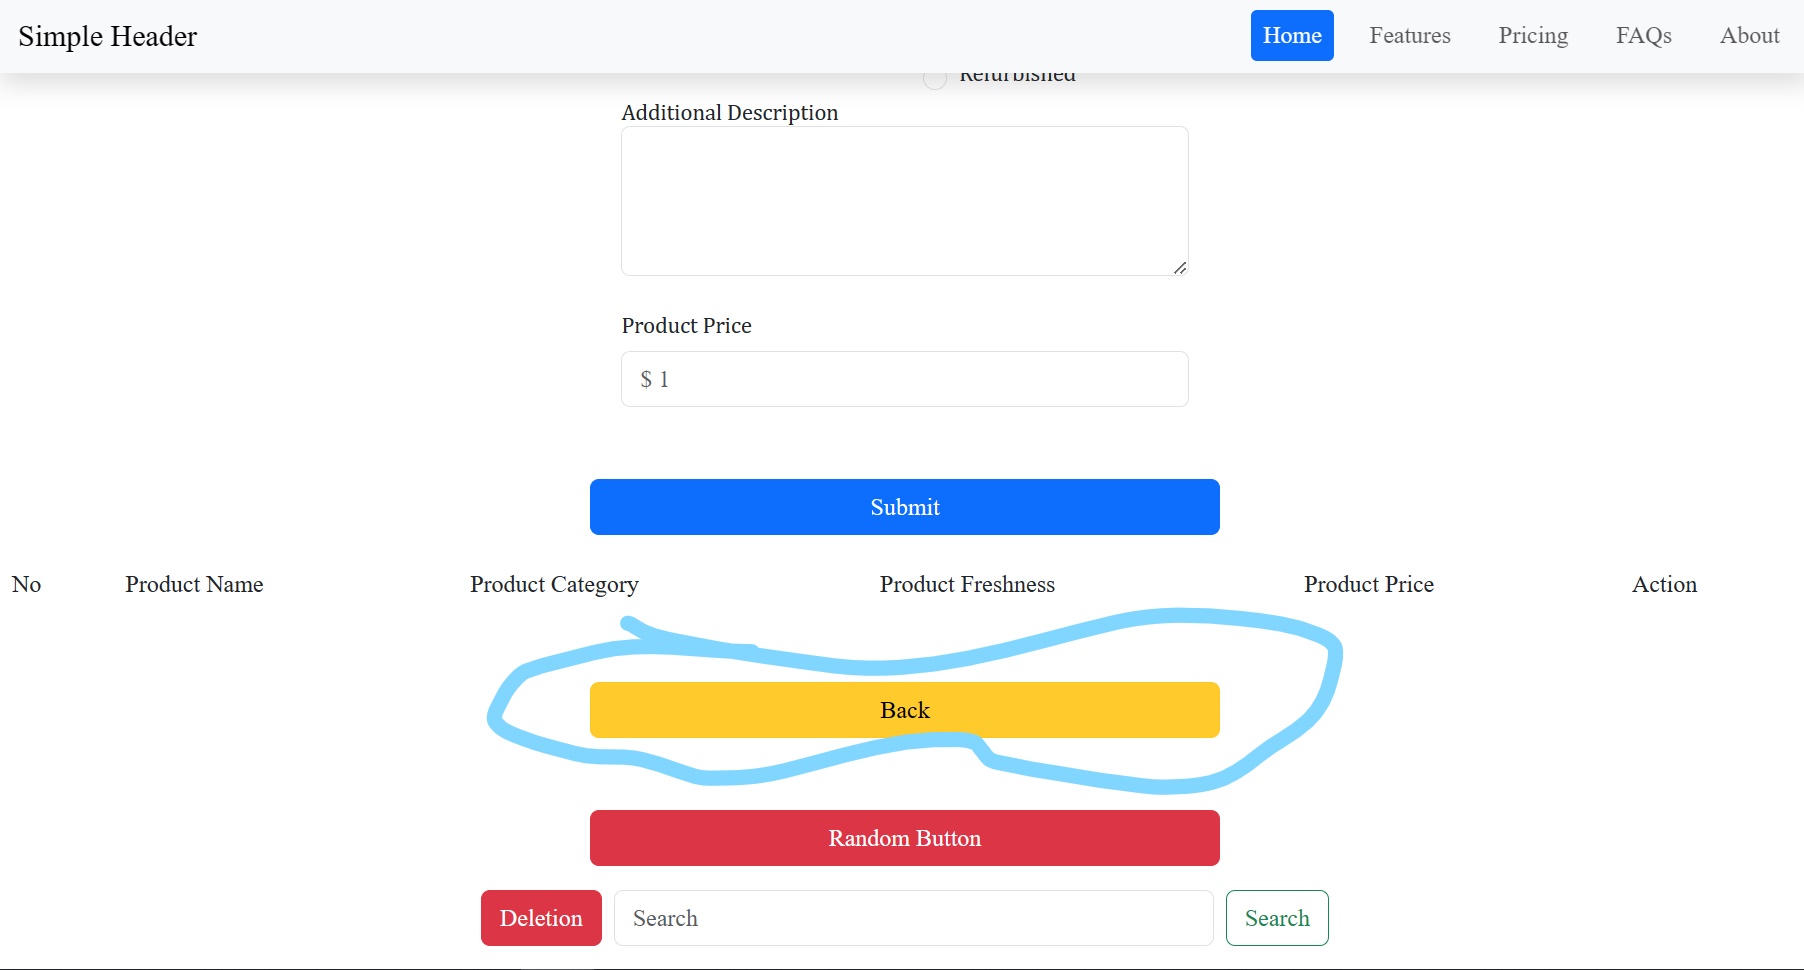 Simple Header Home Features Pricing FAQs About
Refurbished
Additional Description
Product Price
$ 1
Submit
No Product Name Product Category Product Freshness Product Price Action
Back
Random Button
Deletion Search Search